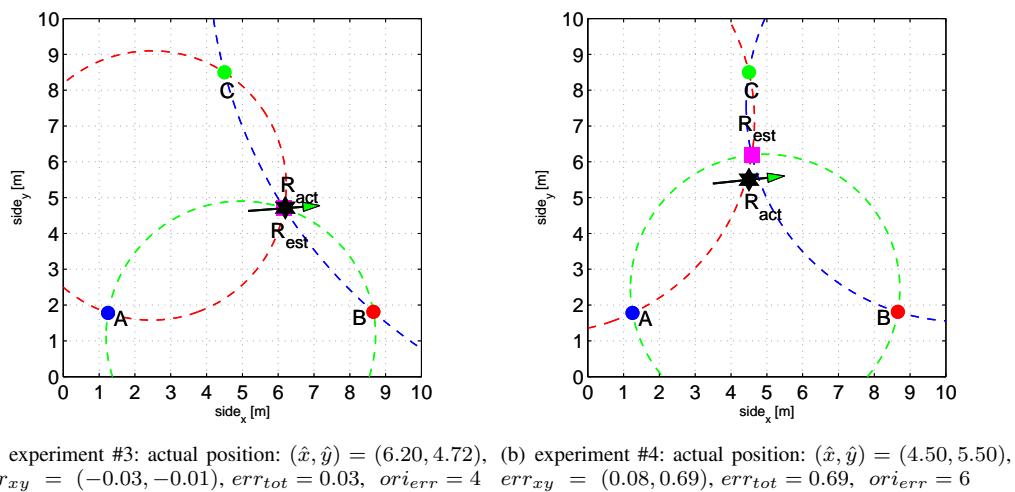 10
9
8
7
6
5
4
3
2
1
0
0 1 2 3 4 5 6 7 8 9 10
side_y [m]
side_x [m]
C
R_act
R_est
A
B
10
9
8
7
6
5
4
3
2
1
0
0 1 2 3 4 5 6 7 8 9 10
side_y [m]
side_x [m]
C
R_est
R_act
A
B
experiment #3: actual position: (x̂, ŷ) = (6.20, 4.72),
rr_xy = (−0.03, −0.01), err_tot = 0.03, ori_err = 4
(b) experiment #4: actual position: (x̂, ŷ) = (4.50, 5.50),
err_xy = (0.08, 0.69), err_tot = 0.69, ori_err = 6